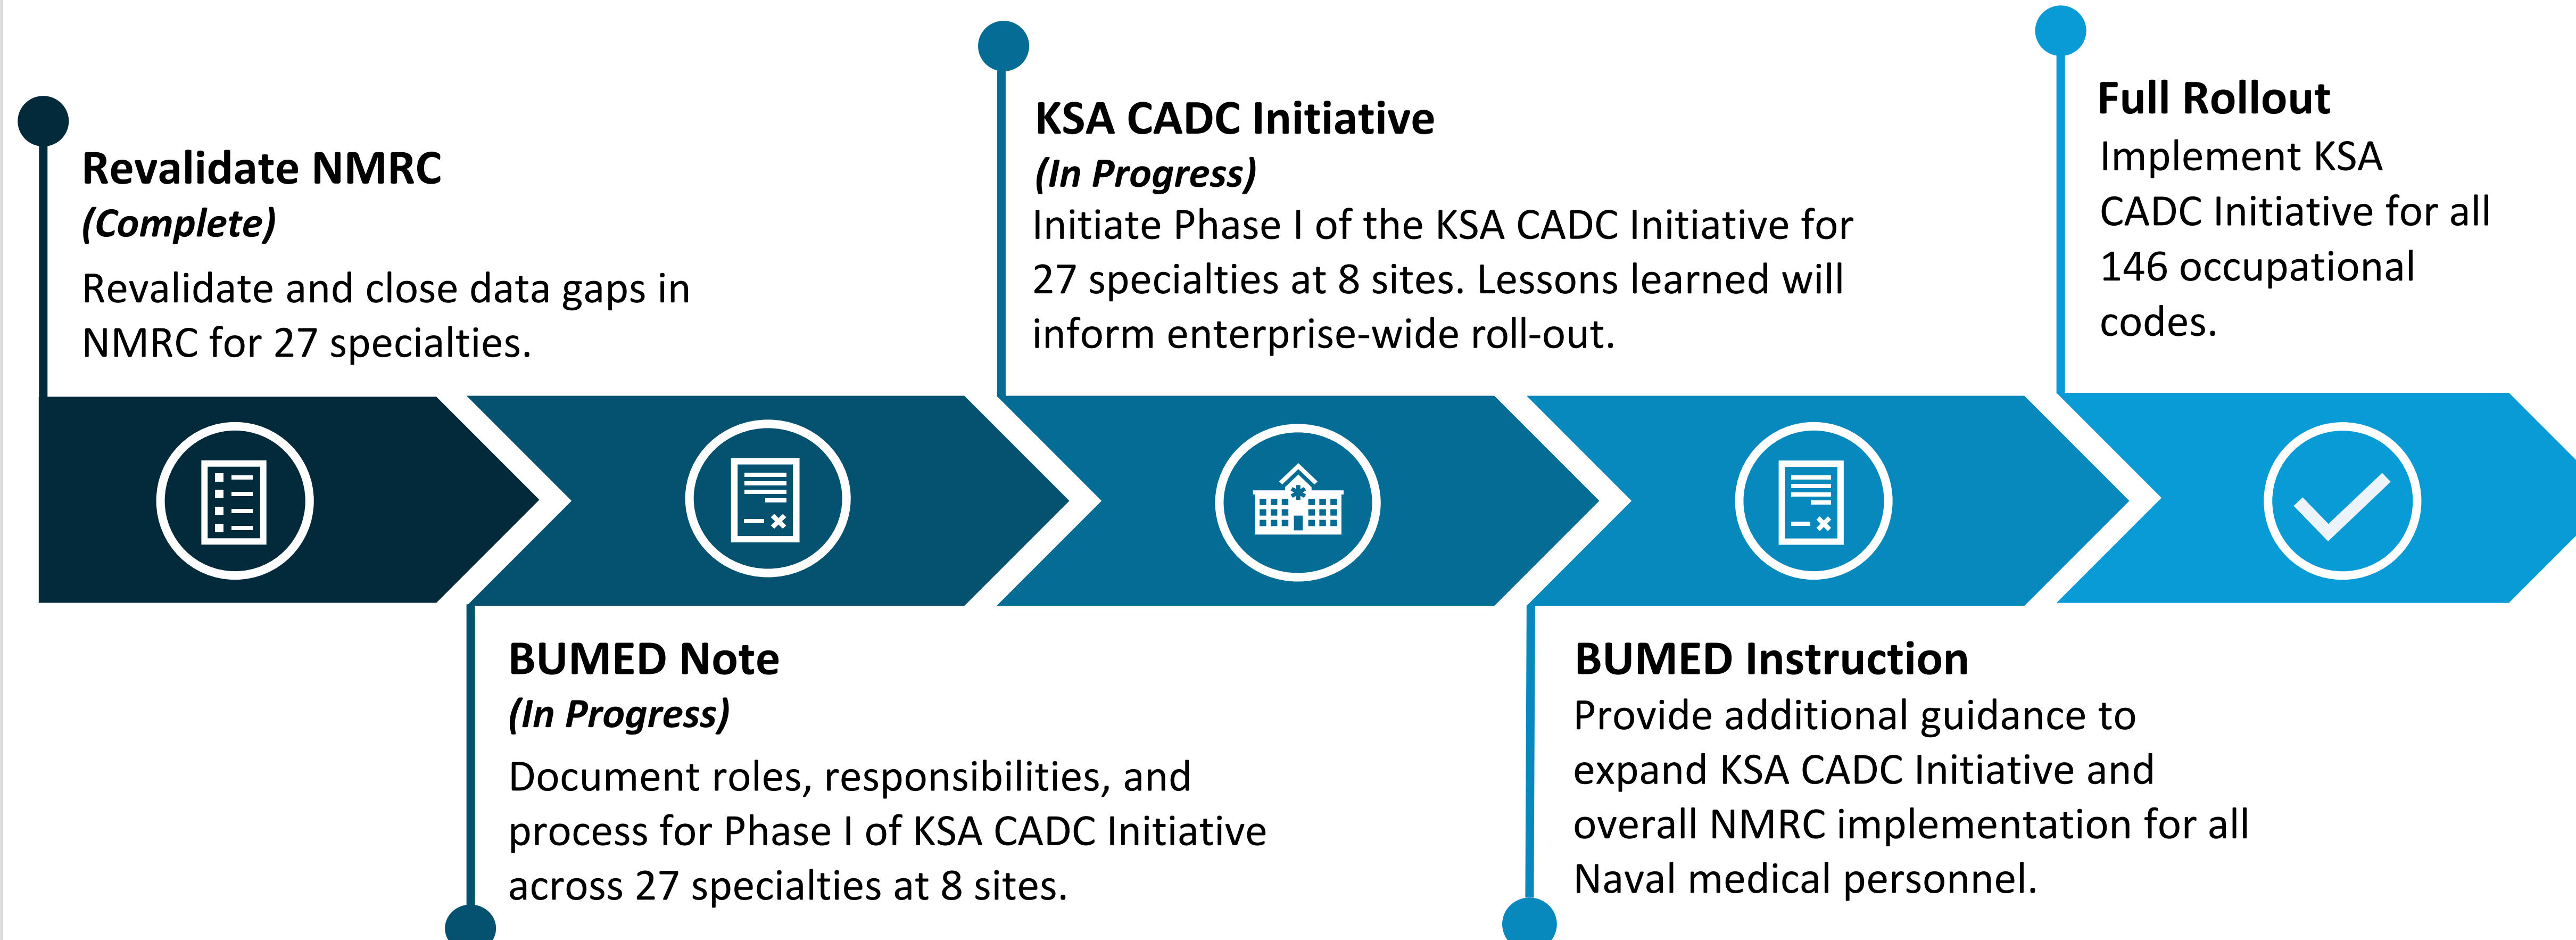 Revalidate NMRC
(Complete)
Revalidate and close data gaps in
NMRC for 27 specialties.
BUMED Note
(In Progress)
Document roles, responsibilities, and
process for Phase I of KSA CADC Initiative
across 27 specialties at 8 sites.
KSA CADC Initiative
(In Progress)
Initiate Phase I of the KSA CADC Initiative for
27 specialties at 8 sites. Lessons learned will
inform enterprise-wide roll-out.
BUMED Instruction
Provide additional guidance to
expand KSA CADC Initiative and
overall NMRC implementation for all
Naval medical personnel.
Full Rollout
Implement KSA
CADC Initiative for all
146 occupational
codes.